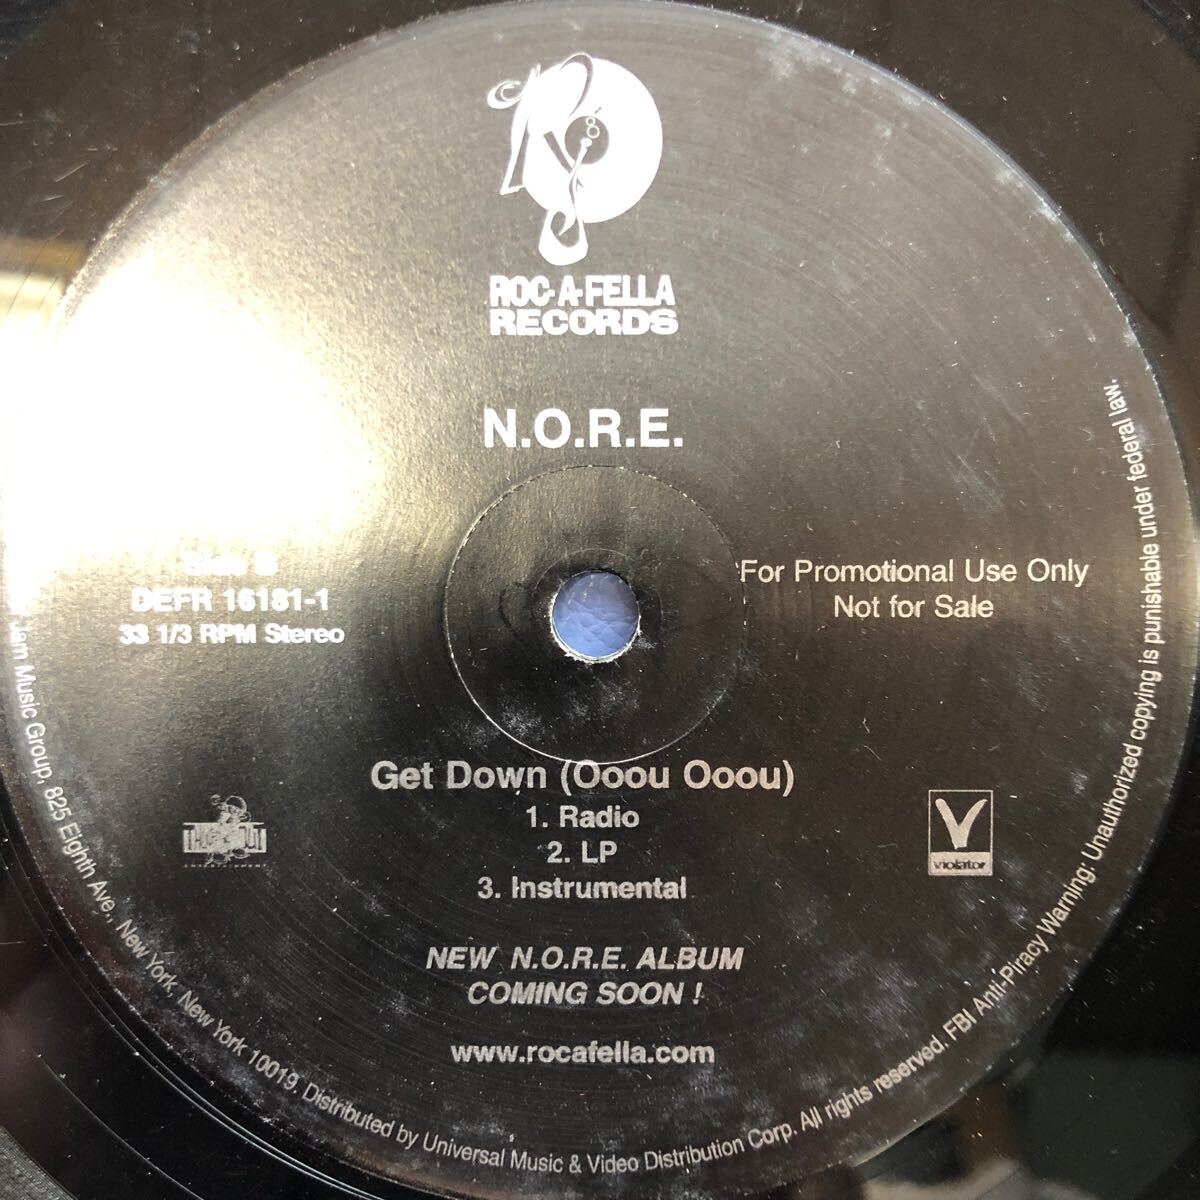 ROC-A-FELLA
RECORDS
N.O.R.E.
Side B
DEFR 16181-1
33 1/3 RPM Stereo
For Promotional Use Only
Not for Sale
Get Down (Ooou Ooou)
1. Radio
2. LP
3. Instrumental
violator
NEW N.O.R.E. ALBUM
COMING SOON !
www.rocafella.com
Jam Music Group, 825 Eighth Ave., New York, New York 10019. Distributed by Universal Music & Video Distribution Corp. All rights reserved. FBI Anti-Piracy Warning: Unauthorized copying is punishable under federal law.